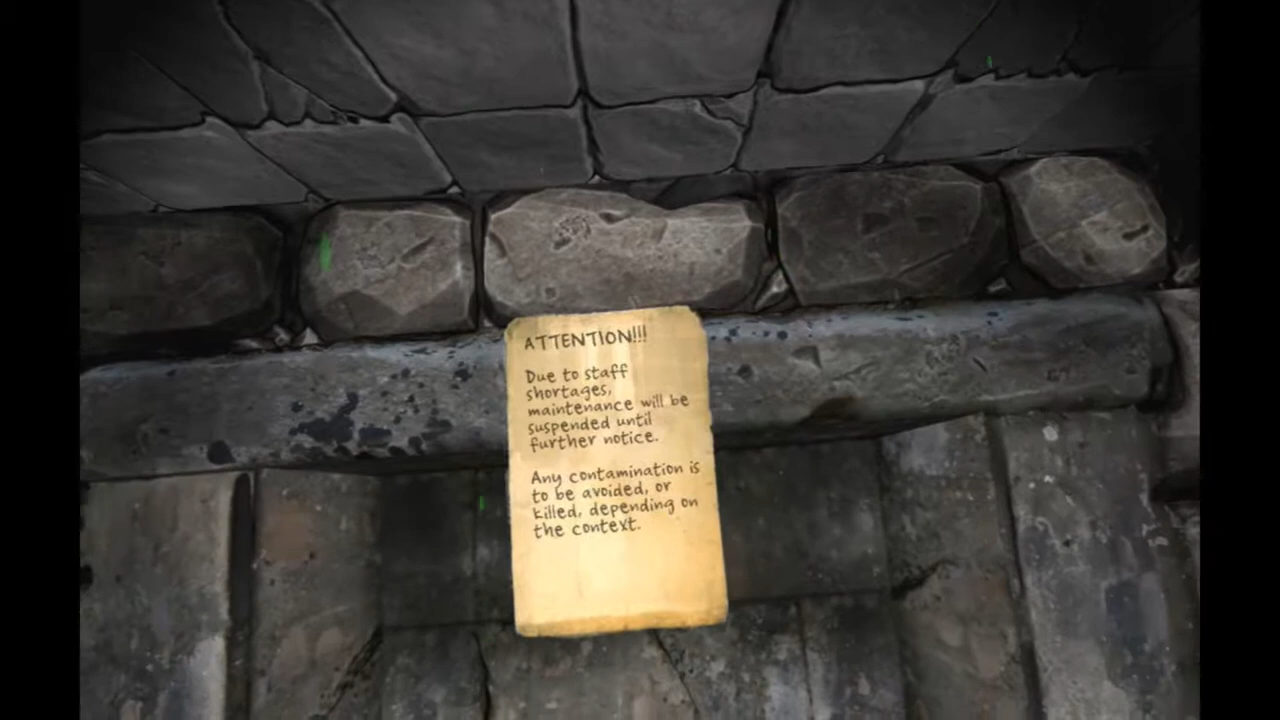 ATTENTION!!!
Due to staff
shortages,
maintenance will be
suspended until
further notice.
Any contamination is
to be avoided, or
killed, depending on
the context.